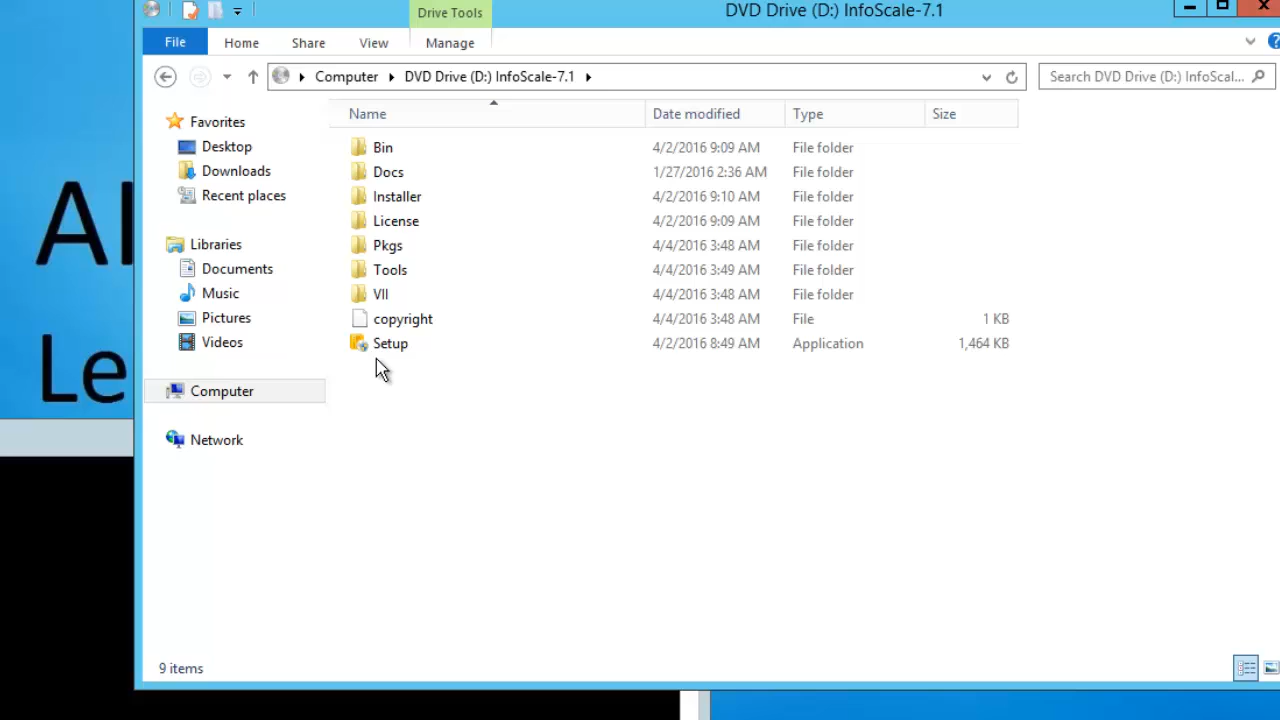 Drive Tools
DVD Drive (D:) InfoScale-7.1
File Home Share View Manage
Computer DVD Drive (D:) InfoScale-7.1
Search DVD Drive (D:) InfoScal...
Name Date modified Type Size
Favorites
Desktop
Downloads
Recent places
Libraries
Documents
Music
Pictures
Videos
Computer
Network
Bin 4/2/2016 9:09 AM File folder
Docs 1/27/2016 2:36 AM File folder
Installer 4/2/2016 9:10 AM File folder
License 4/2/2016 9:09 AM File folder
Pkgs 4/4/2016 3:48 AM File folder
Tools 4/4/2016 3:49 AM File folder
VII 4/4/2016 3:48 AM File folder
copyright 4/4/2016 3:48 AM File 1 KB
Setup 4/2/2016 8:49 AM Application 1,464 KB
9 items
Le